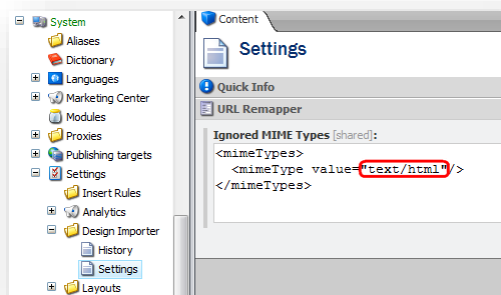 System
Aliases
Dictionary
Languages
Marketing Center
Modules
Proxies
Publishing targets
Settings
Insert Rules
Analytics
Design Importer
History
Settings
Layouts
Content
Settings
Quick Info
URL Remapper
Ignored MIME Types [shared]:
<mimeTypes>
<mimeType value="text/html"/>
</mimeTypes>